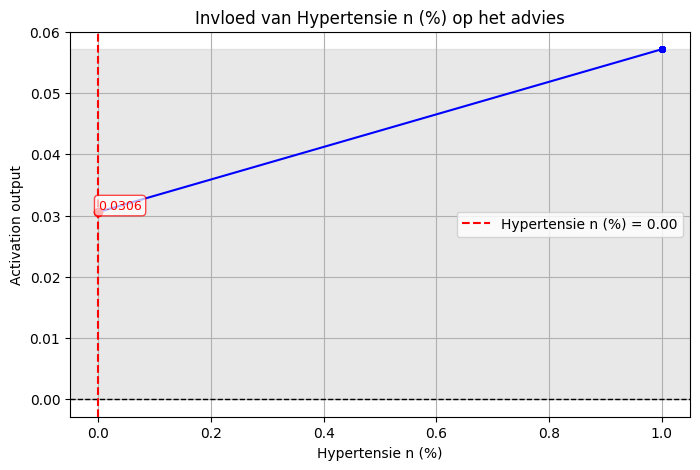 Invloed van Hypertensie n (%) op het advies
0.06
0.05
0.04
0.03
0.02
0.01
0.00
Activation output
0.0306
Hypertensie n (%) = 0.00
0.0 0.2 0.4 0.6 0.8 1.0
Hypertensie n (%)